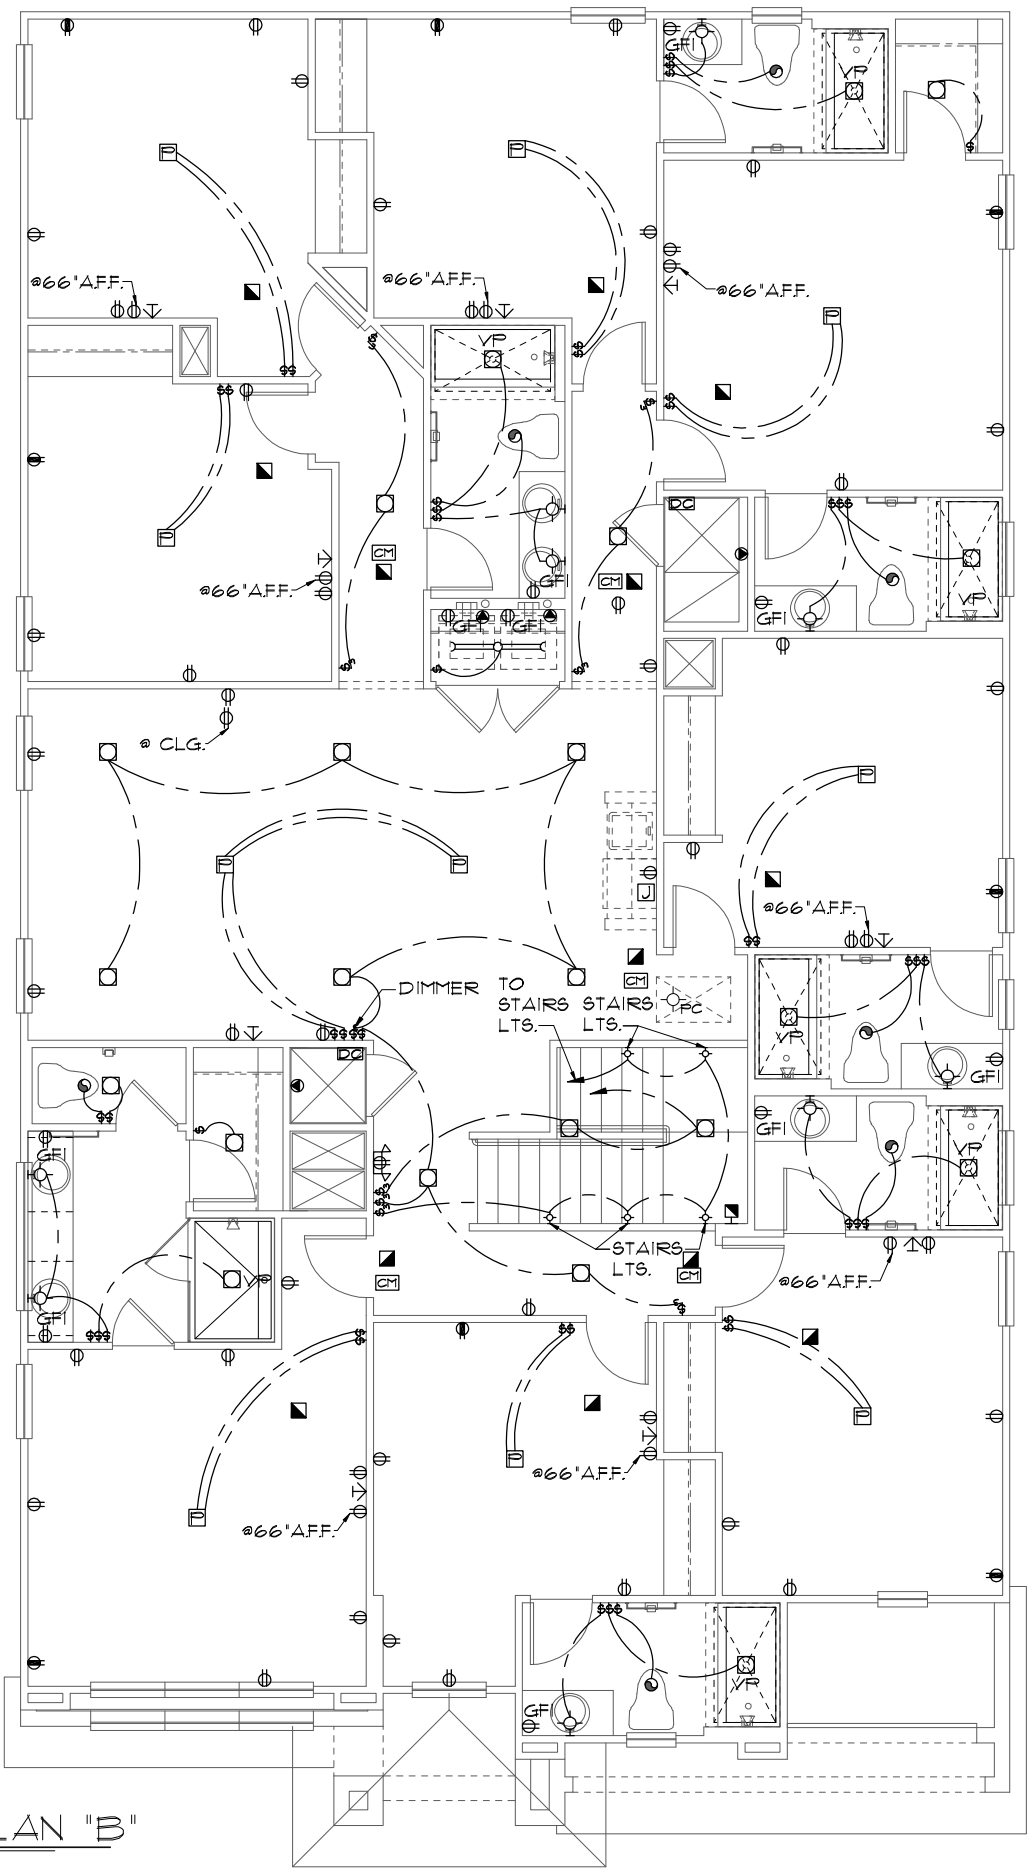 GFI
VP
@66"A.F.F.
@66"A.F.F.
@66"A.F.F.
VP
DC
CM
@66"A.F.F.
CM
GFI
GFI
VP
GFI
GFI
@ CLG.
@66"A.F.F.
J
CM
DIMMER
TO
STAIRS
LTS.
STAIRS
LTS.
PC
VP
DC
GFI
GFI
GFI
VP
STAIRS
LTS.
CM
CM
VP
@66"A.F.F.
GFI
@66"A.F.F.
@66"A.F.F.
VP
GFI
LAN "B"